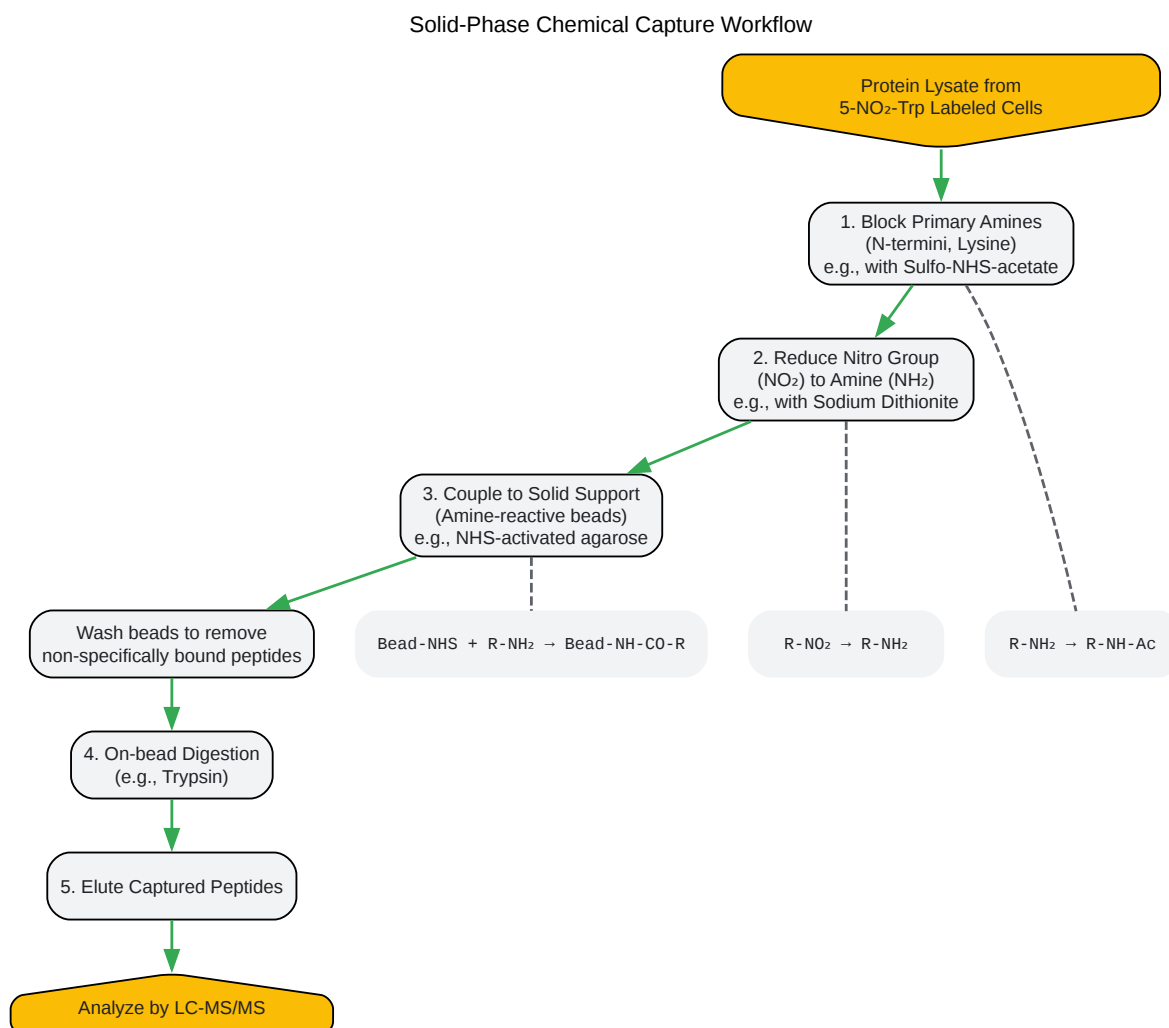 Solid-Phase Chemical Capture Workflow
Protein Lysate from
5-NO₂-Trp Labeled Cells
1. Block Primary Amines
(N-termini, Lysine)
e.g., with Sulfo-NHS-acetate
2. Reduce Nitro Group
(NO₂) to Amine (NH₂)
e.g., with Sodium Dithionite
3. Couple to Solid Support
(Amine-reactive beads)
e.g., NHS-activated agarose
Wash beads to remove
non-specifically bound peptides
Bead-NHS + R-NH₂ → Bead-NH-CO-R
R-NO₂ → R-NH₂
R-NH₂ → R-NH-Ac
4. On-bead Digestion
(e.g., Trypsin)
5. Elute Captured Peptides
Analyze by LC-MS/MS